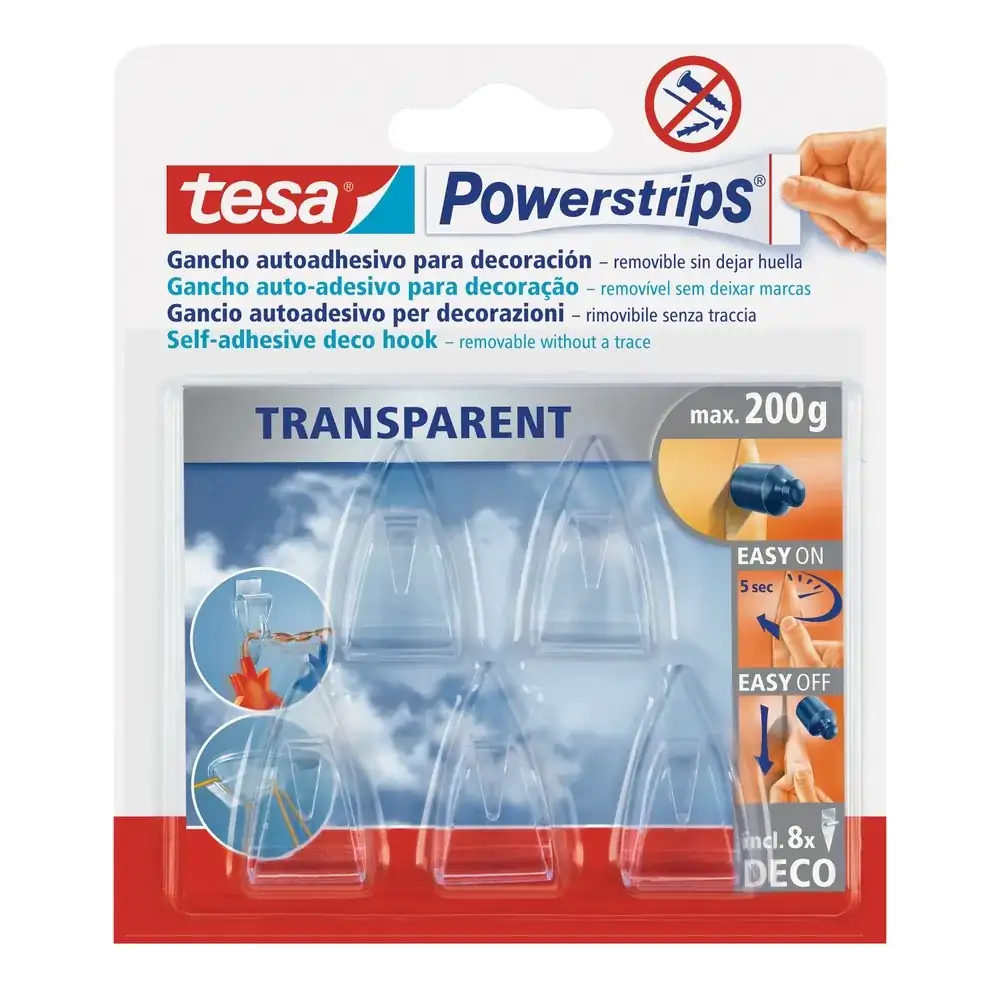 tesa®
Powerstrips®
Gancho autoadhesivo para decoración – removible sin dejar huella
Gancho auto-adesivo para decoração – removível sem deixar marcas
Gancio autoadesivo per decorazioni – rimovibile senza traccia
Self-adhesive deco hook – removable without a trace
TRANSPARENT
max. 200g
EASY ON
5 sec
EASY OFF
incl. 8x
DECO